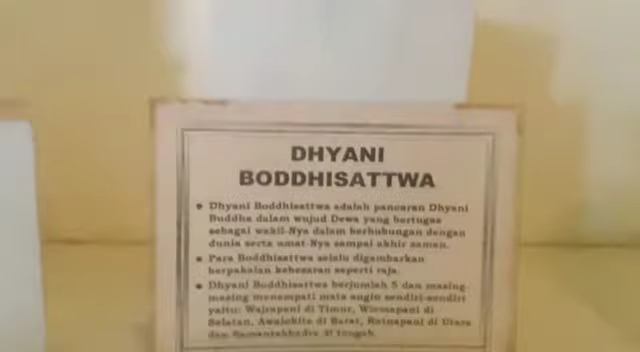 DHYANI
BODDHISATTWA
• Dhyani Boddhisattwa adalah pancaran Dhyani
Buddha dalam wujud Dewa yang bertugas
sebagai wakil-Nya dalam berhubungan dengan
dunia serta umat-Nya sampai akhir zaman.
• Para Boddhisattwa selalu digambarkan
berpakaian kebesaran seperti raja.
• Dhyani Boddhisattwa berjumlah 5 dan masing-
masing menempati mata angin sendiri-sendiri
yaitu: Wajrapani di Timur, di
Selatan, di Barat, Ratnapani di Utara
dan di tengah.